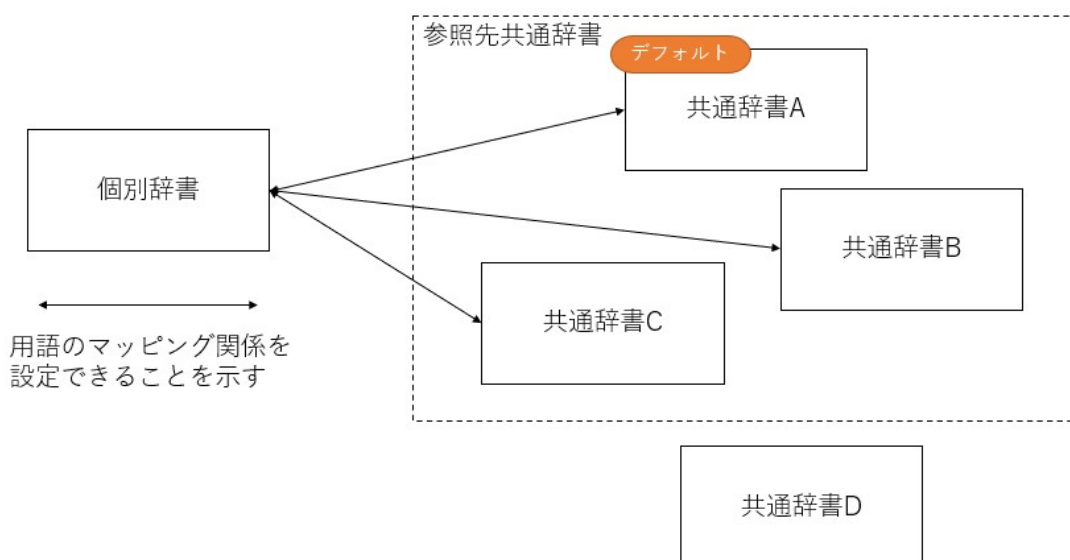 参照先共通辞書
デフォルト
共通辞書A
個別辞書
共通辞書B
共通辞書C
用語のマッピング関係を
設定できることを示す
共通辞書D